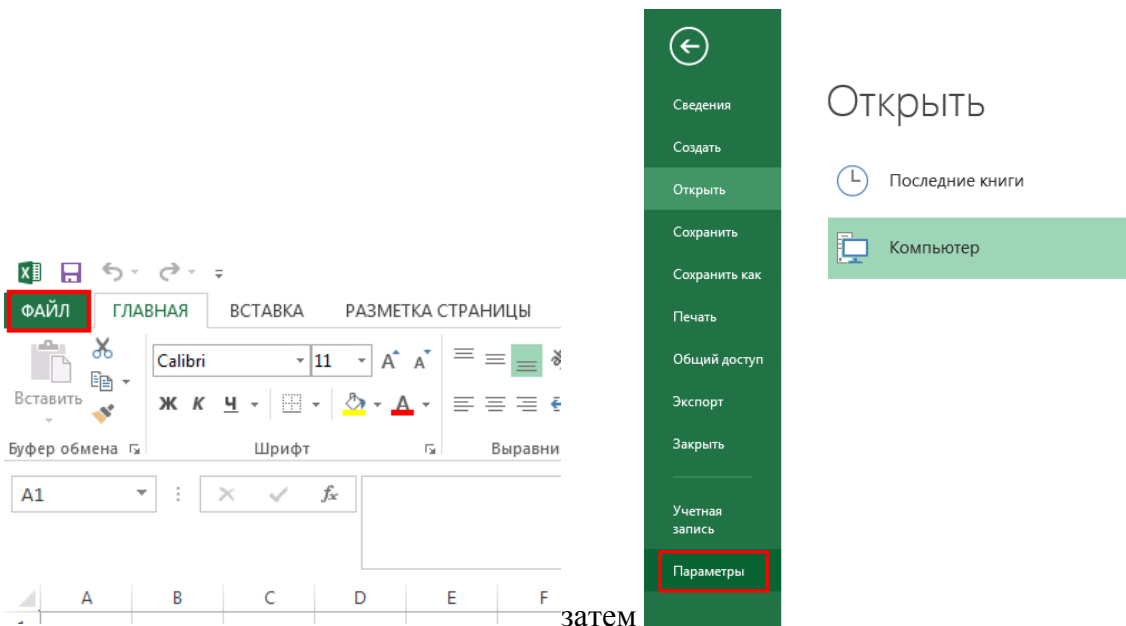 ФАЙЛ ГЛАВНАЯ ВСТАВКА РАЗМЕТКА СТРАНИЦЫ
Calibri 11 A A
Вставить
Ж К Ч А
Буфер обмена Шрифт Выравни
A1 fx
A B C D E F
затем
Сведения
Создать
Открыть
Сохранить
Сохранить как
Печать
Общий доступ
Экспорт
Закрыть
Учетная
запись
Параметры
Открыть
Последние книги
Компьютер